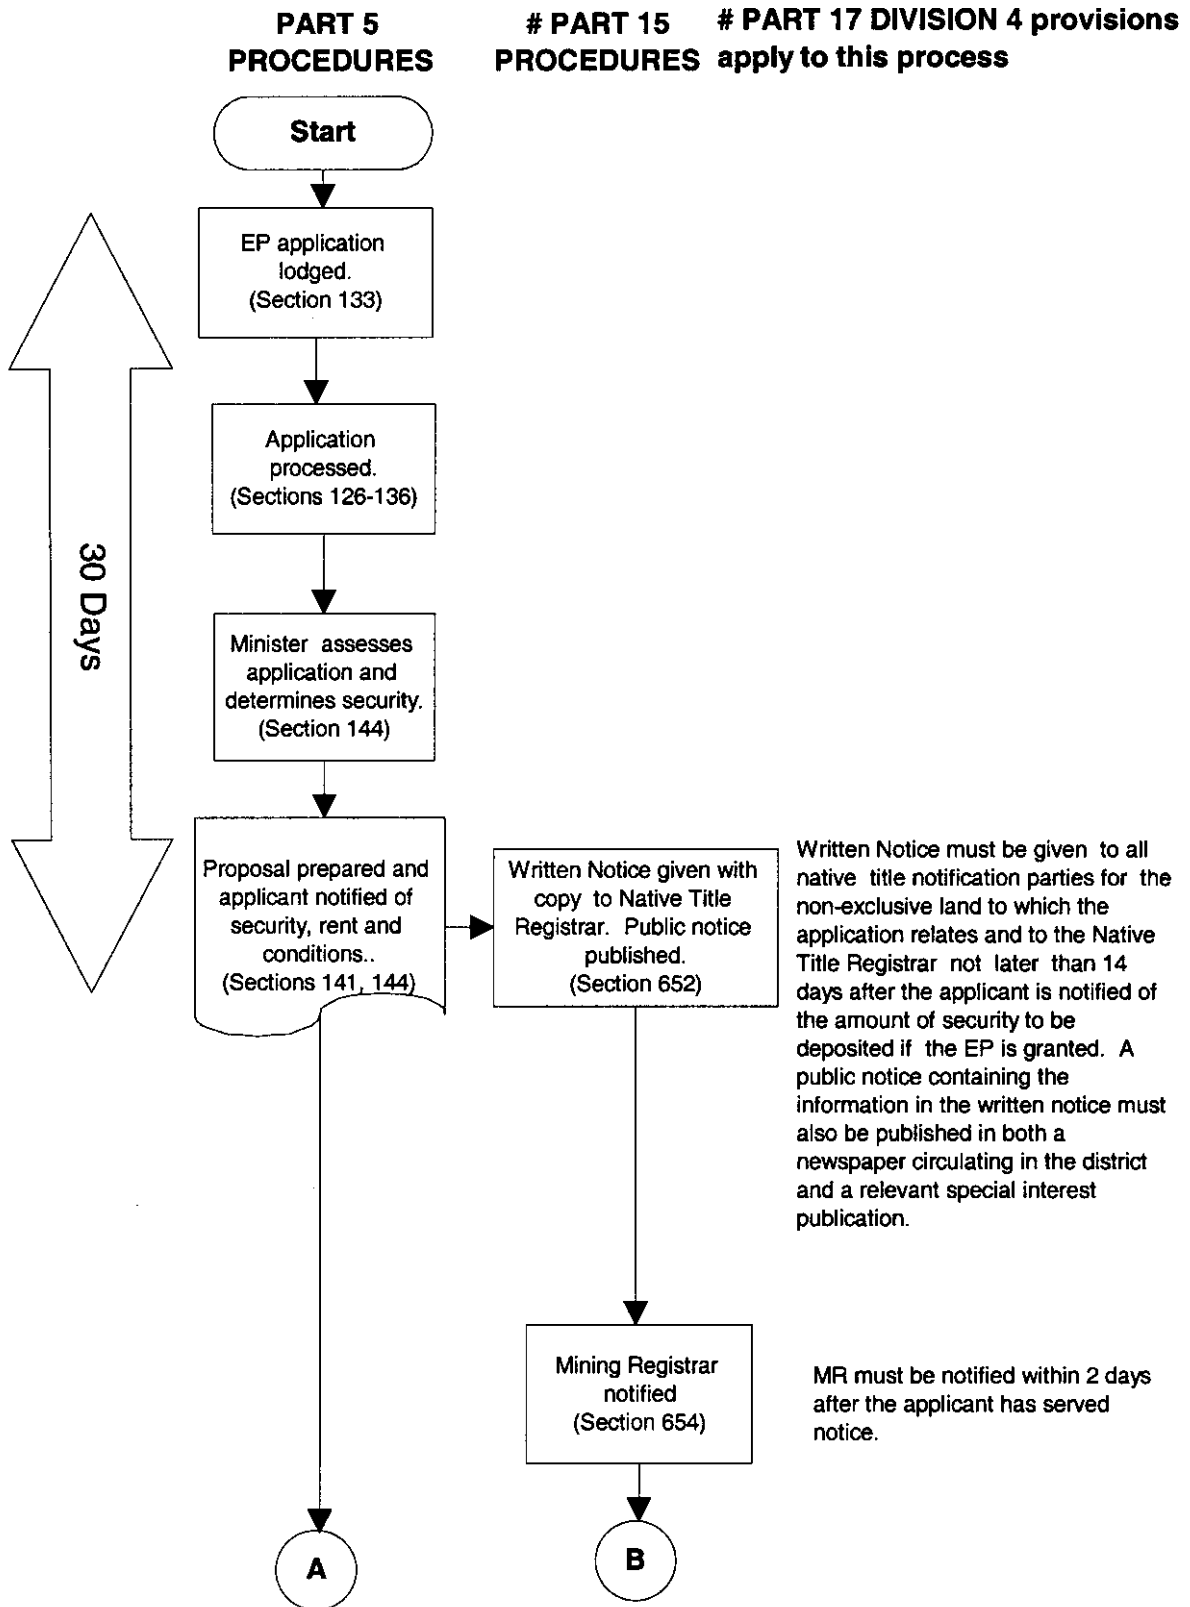 PART 5
PROCEDURES
# PART 15
PROCEDURES
# PART 17 DIVISION 4 provisions
apply to this process
Start
EP application
lodged.
(Section 133)
Application
processed.
(Sections 126-136)
30 Days
Minister assesses
application and
determines security.
(Section 144)
Proposal prepared and
applicant notified of
security, rent and
conditions..
(Sections 141, 144)
Written Notice given with
copy to Native Title
Registrar. Public notice
published.
(Section 652)
Written Notice must be given to all
native title notification parties for the
non-exclusive land to which the
application relates and to the Native
Title Registrar not later than 14
days after the applicant is notified of
the amount of security to be
deposited if the EP is granted. A
public notice containing the
information in the written notice must
also be published in both a
newspaper circulating in the district
and a relevant special interest
publication.
Mining Registrar
notified
(Section 654)
MR must be notified within 2 days
after the applicant has served
notice.
A
B